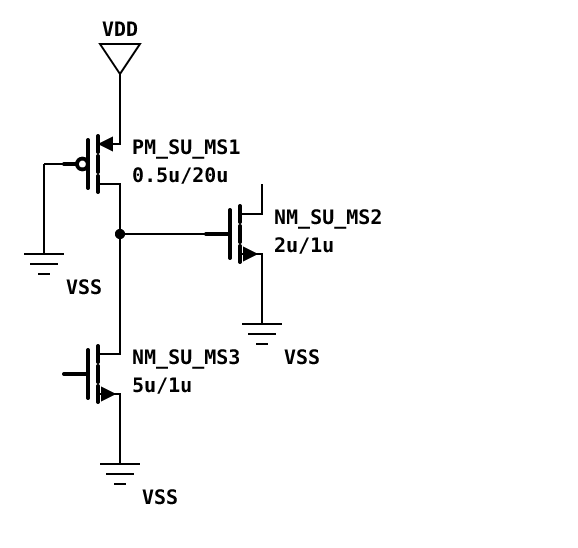 VDD
PM_SU_MS1
0.5u/20u
NM_SU_MS2
2u/1u
VSS
NM_SU_MS3
5u/1u
VSS
VSS